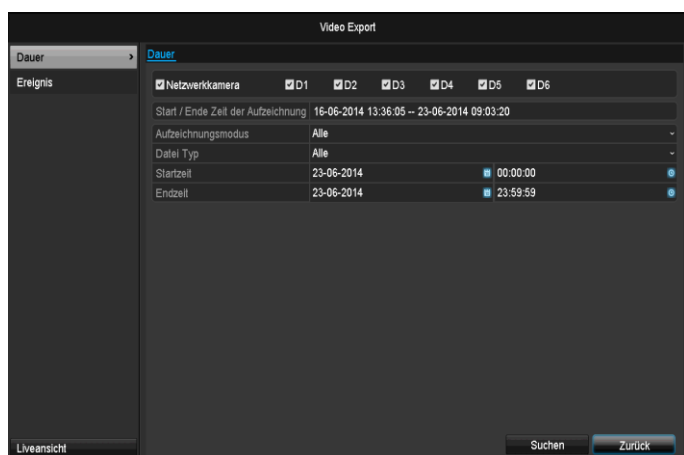 Video Export
Dauer
Ereignis
Liveansicht
Dauer
Netzwerkkamera D1 D2 D3 D4 D5 D6
Start / Ende Zeit der Aufzeichnung 16-06-2014 13:36:05 -- 23-06-2014 09:03:20
Aufzeichnungsmodus Alle
Datei Typ Alle
Startzeit 23-06-2014 00:00:00
Endzeit 23-06-2014 23:59:59
Suchen Zurück